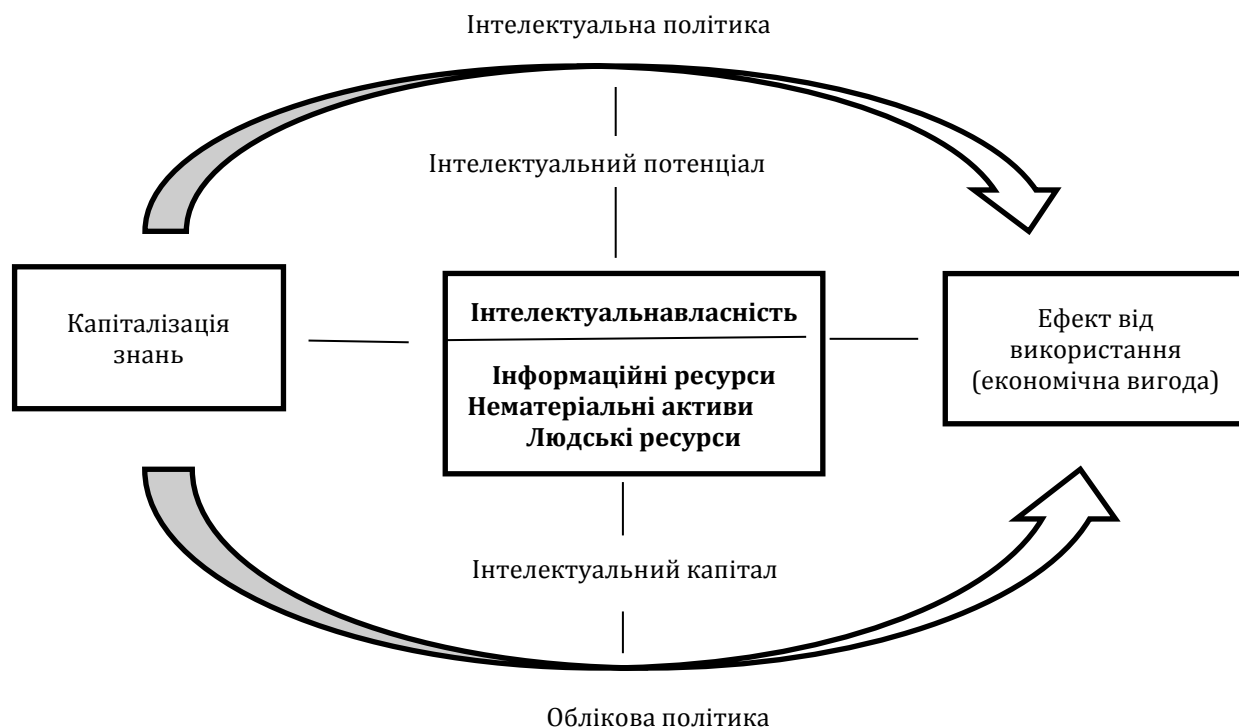 Інтелектуальна політика
Інтелектуальний потенціал
Капіталізація
знань
Інтелектуальнавласність
Інформаційні ресурси
Нематеріальні активи
Людські ресурси
Ефект від
використання
(економічна вигода)
Інтелектуальний капітал
Облікова політика